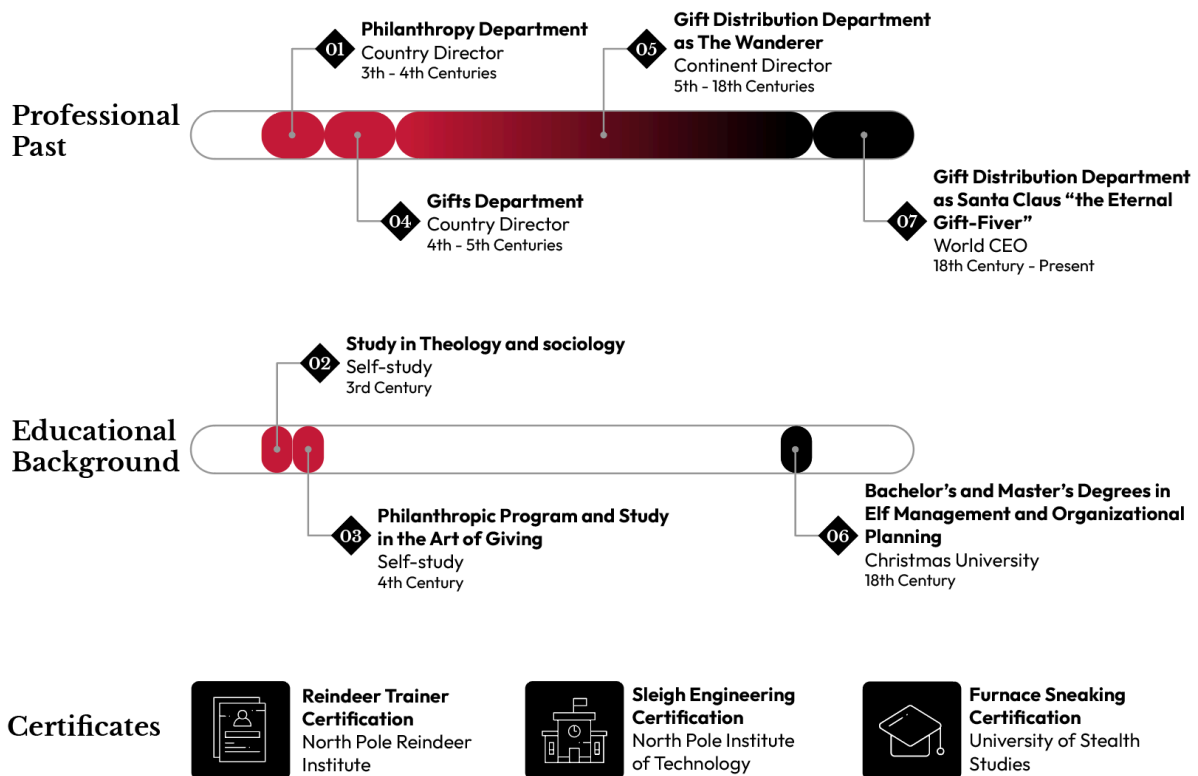 Professional
Past
01
Philanthropy Department
Country Director
3th - 4th Centuries
05
Gift Distribution Department
as The Wanderer
Continent Director
5th - 18th Centuries
04
Gifts Department
Country Director
4th - 5th Centuries
07
Gift Distribution Department
as Santa Claus “the Eternal
Gift-Fiver”
World CEO
18th Century - Present
Educational
Background
02
Study in Theology and sociology
Self-study
3rd Century
03
Philanthropic Program and Study
in the Art of Giving
Self-study
4th Century
06
Bachelor’s and Master’s Degrees in
Elf Management and Organizational
Planning
Christmas University
18th Century
Certificates
Reindeer Trainer
Certification
North Pole Reindeer
Institute
Sleigh Engineering
Certification
North Pole Institute
of Technology
Furnace Sneaking
Certification
University of Stealth
Studies